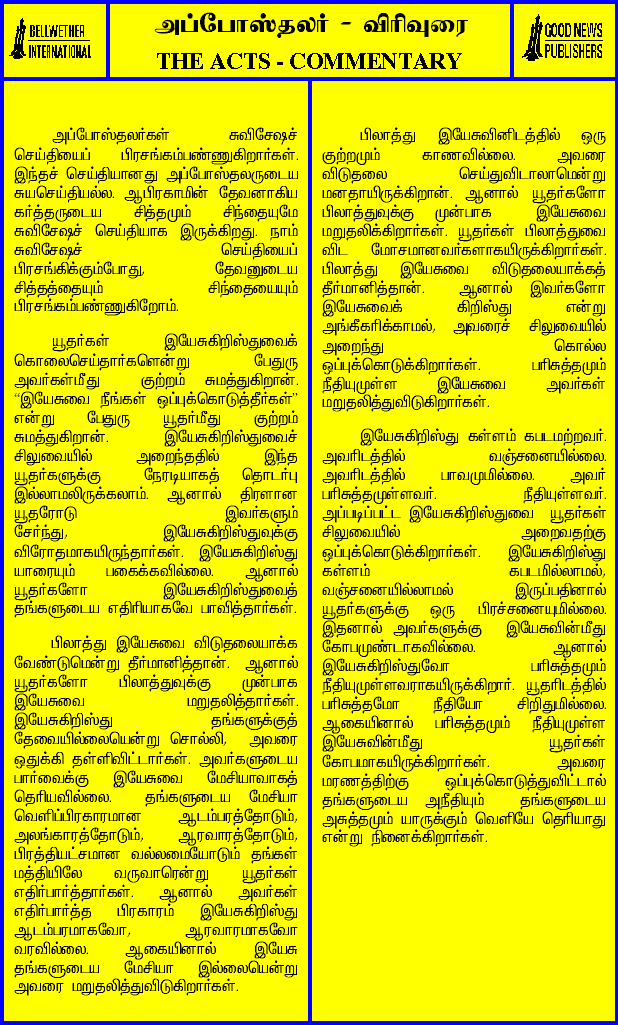 BELLWETHER
INTERNATIONAL
அப்போஸ்தலர் - விரிவுரை
THE ACTS - COMMENTARY
GOOD NEWS
PUBLISHERS
அப்போஸ்தலர்கள் சுவிசேஷச்
செய்தியைப் பிரசங்கம்பண்ணுகிறார்கள்.
இந்தச் செய்தியானது அப்போஸ்தலருடைய
சுயசெய்தியல்ல. ஆபிரகாமின் தேவனாகிய
கர்த்தருடைய சித்தமும் சிந்தையுமே
சுவிசேஷச் செய்தியாக இருக்கிறது. நாம்
சுவிசேஷச் செய்தியைப்
பிரசங்கிக்கும்போது, தேவனுடைய
சித்தத்தையும் சிந்தையையும்
பிரசங்கம்பண்ணுகிறோம்.
யூதர்கள் இயேசுகிறிஸ்துவைக்
கொலைசெய்தார்களென்று பேதுரு
அவர்கள்மீது குற்றம் சுமத்துகிறான்.
“இயேசுவை நீங்கள் ஒப்புக்கொடுத்தீர்கள்”
என்று பேதுரு யூதர்மீது குற்றம்
சுமத்துகிறான். இயேசுகிறிஸ்துவைச்
சிலுவையில் அறைந்ததில் இந்த
யூதர்களுக்கு நேரடியாகத் தொடர்பு
இல்லாமலிருக்கலாம். ஆனால் திரளான
யூதரோடு இவர்களும்
சேர்ந்து, இயேசுகிறிஸ்துவுக்கு
விரோதமாகயிருந்தார்கள். இயேசுகிறிஸ்து
யாரையும் பகைக்கவில்லை. ஆனால்
யூதர்களோ இயேசுகிறிஸ்துவைத்
தங்களுடைய எதிரியாகவே பாவித்தார்கள்.
பிலாத்து இயேசுவை விடுதலையாக்க
வேண்டுமென்று தீர்மானித்தான். ஆனால்
யூதர்களோ பிலாத்துவுக்கு முன்பாக
இயேசுவை மறுதலித்தார்கள்.
இயேசுகிறிஸ்து தங்களுக்குத்
தேவையில்லையென்று சொல்லி, அவரை
ஒதுக்கி தள்ளிவிட்டார்கள். அவர்களுடைய
பார்வைக்கு இயேசுவை மேசியாவாகத்
தெரியவில்லை. தங்களுடைய மேசியா
வெளிப்பிரகாரமான ஆடம்பரத்தோடும்,
அலங்காரத்தோடும், ஆரவாரத்தோடும்,
பிரத்தியட்சமான வல்லமையோடும் தங்கள்
மத்தியிலே வருவாரென்று யூதர்கள்
எதிர்பார்த்தார்கள். ஆனால் அவர்கள்
எதிர்பார்த்த பிரகாரம் இயேசுகிறிஸ்து
ஆடம்பரமாகவோ, ஆரவாரமாகவோ
வரவில்லை. ஆகையினால் இயேசு
தங்களுடைய மேசியா இல்லையென்று
அவரை மறுதலித்துவிடுகிறார்கள்.
பிலாத்து இயேசுவினிடத்தில் ஒரு
குற்றமும் காணவில்லை. அவரை
விடுதலை செய்துவிடலாமென்று
மனதாயிருக்கிறான். ஆனால் யூதர்களோ
பிலாத்துவுக்கு முன்பாக இயேசுவை
மறுதலிக்கிறார்கள். யூதர்கள் பிலாத்துவை
விட மோசமானவர்களாகயிருக்கிறார்கள்.
பிலாத்து இயேசுவை விடுதலையாக்கத்
தீர்மானித்தான். ஆனால் இவர்களோ
இயேசுவைக் கிறிஸ்து என்று
அங்கீகரிக்காமல், அவரைச் சிலுவையில்
அறைந்து கொல்ல
ஒப்புக்கொடுக்கிறார்கள். பரிசுத்தமும்
நீதியுமுள்ள இயேசுவை அவர்கள்
மறுதலித்துவிடுகிறார்கள்.
இயேசுகிறிஸ்து கள்ளம் கபடமற்றவர்.
அவரிடத்தில் வஞ்சனையில்லை.
அவரிடத்தில் பாவமுமில்லை. அவர்
பரிசுத்தமுள்ளவர். நீதியுள்ளவர்.
அப்படிப்பட்ட இயேசுகிறிஸ்துவை யூதர்கள்
சிலுவையில் அறைவதற்கு
ஒப்புக்கொடுக்கிறார்கள். இயேசுகிறிஸ்து
கள்ளம் கபடமில்லாமல்,
வஞ்சனையில்லாமல் இருப்பதினால்
யூதர்களுக்கு ஒரு பிரச்சனையுமில்லை.
இதனால் அவர்களுக்கு இயேசுவின்மீது
கோபமுண்டாகவில்லை. ஆனால்
இயேசுகிறிஸ்துவோ பரிசுத்தமும்
நீதியுமுள்ளவராகயிருக்கிறார். யூதரிடத்தில்
பரிசுத்தமோ நீதியோ சிறிதுமில்லை.
ஆகையினால் பரிசுத்தமும் நீதியுமுள்ள
இயேசுவின்மீது யூதர்கள்
கோபமாகயிருக்கிறார்கள். அவரை
மரணத்திற்கு ஒப்புக்கொடுத்துவிட்டால்
தங்களுடைய அநீதியும் தங்களுடைய
அசுத்தமும் யாருக்கும் வெளியே தெரியாது
என்று நினைக்கிறார்கள்.